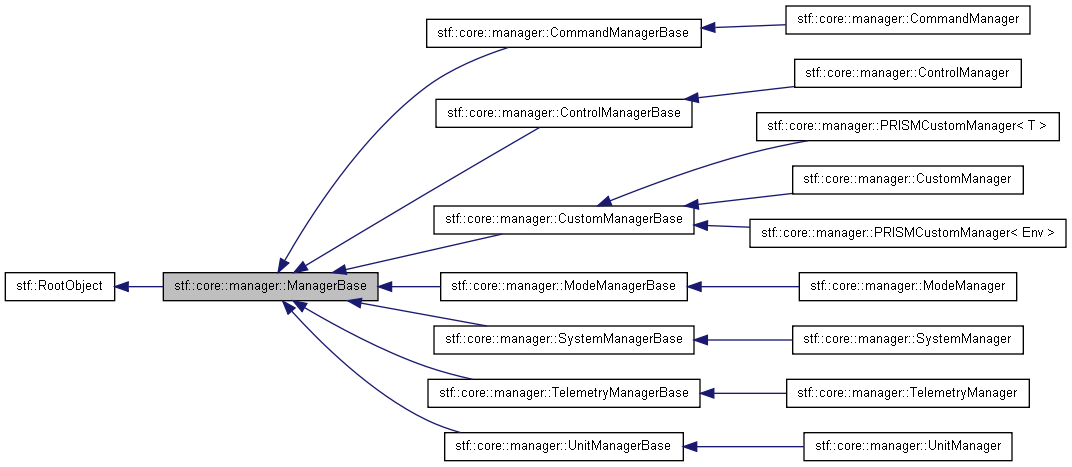 stf::core::manager::CommandManagerBase
stf::core::manager::CommandManager
stf::core::manager::ControlManagerBase
stf::core::manager::ControlManager
stf::core::manager::PRISMCustomManager< T >
stf::core::manager::CustomManagerBase
stf::core::manager::CustomManager
stf::core::manager::PRISMCustomManager< Env >
stf::RootObject
stf::core::manager::ManagerBase
stf::core::manager::ModeManagerBase
stf::core::manager::ModeManager
stf::core::manager::SystemManagerBase
stf::core::manager::SystemManager
stf::core::manager::TelemetryManagerBase
stf::core::manager::TelemetryManager
stf::core::manager::UnitManagerBase
stf::core::manager::UnitManager